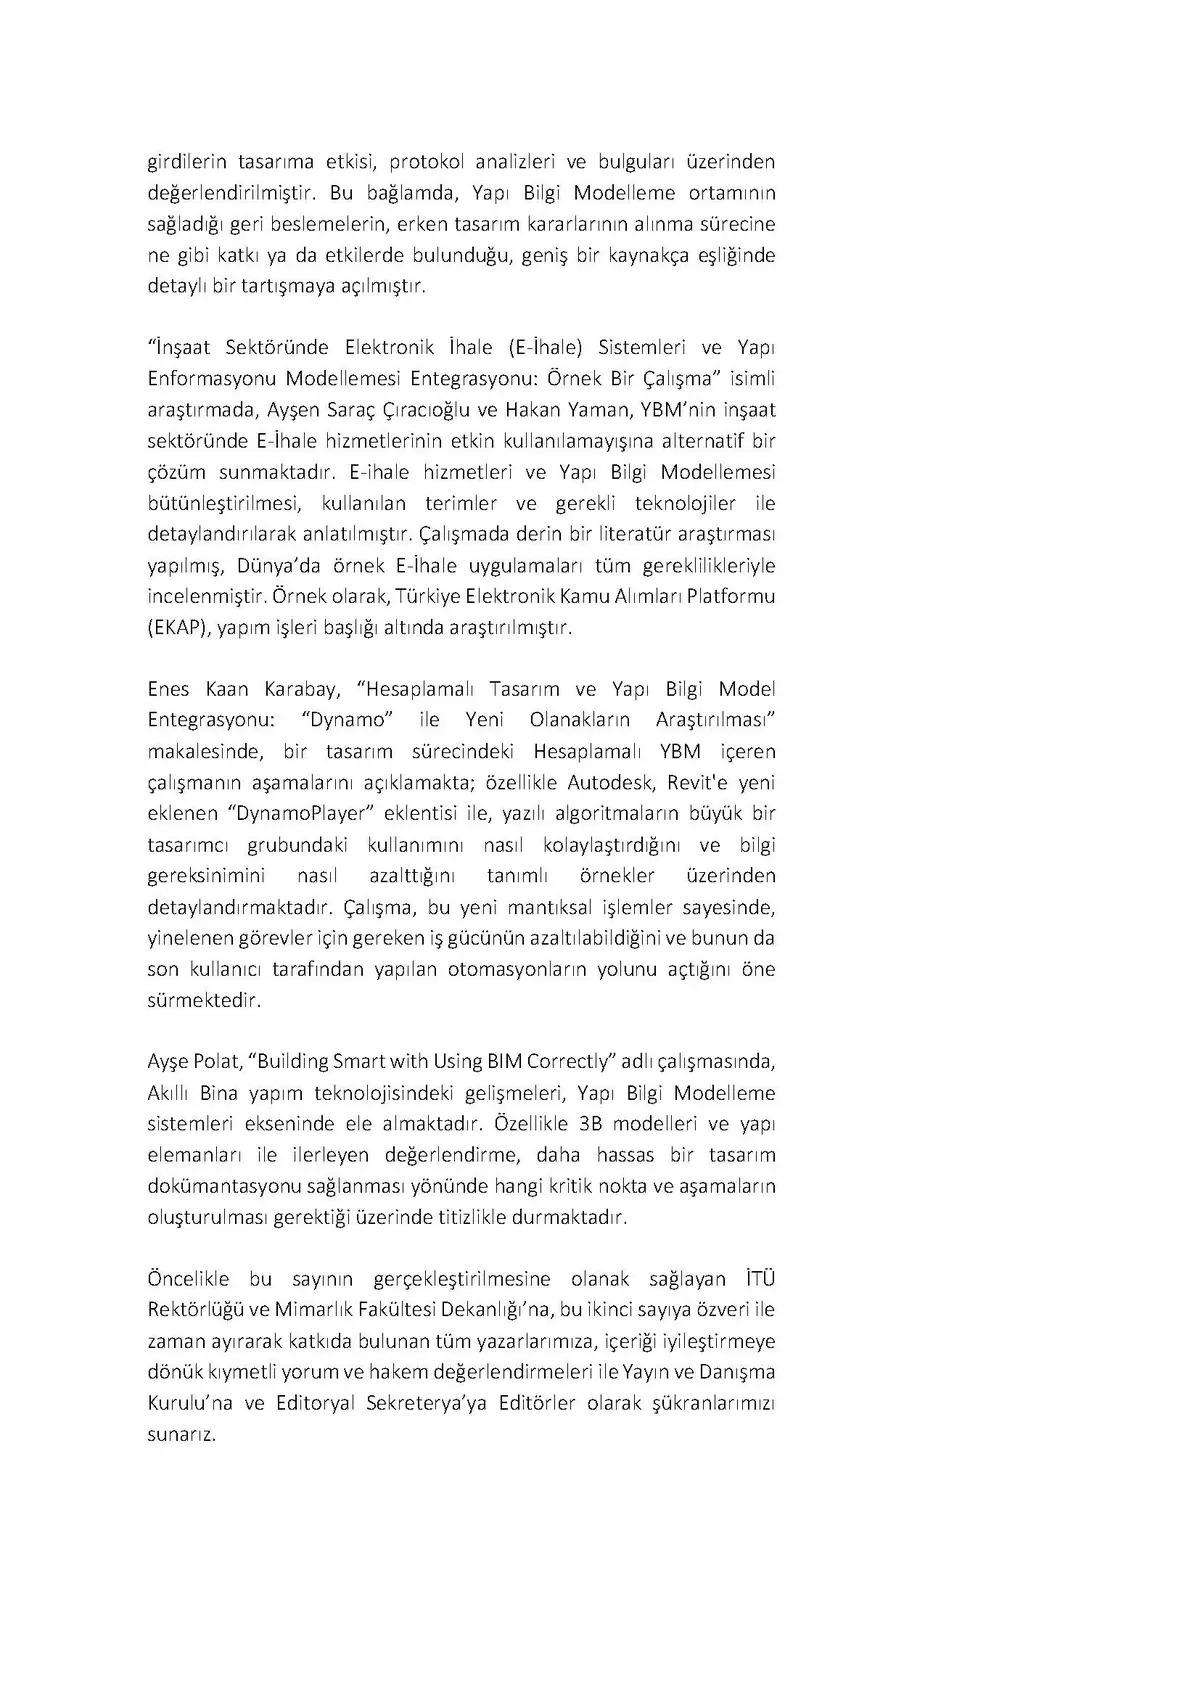 girdilerin tasarıma etkisi, protokol analizleri ve bulguları üzerinden
değerlendirilmiştir. Bu bağlamda, Yapı Bilgi Modelleme ortamının
sağladığı geri beslemelerin, erken tasarım kararlarının alınma sürecine
ne gibi katkı ya da etkilerde bulunduğu, geniş bir kaynakça eşliğinde
detaylı bir tartışmaya açılmıştır.
“İnşaat Sektöründe Elektronik İhale (E-İhale) Sistemleri ve Yapı
Enformasyonu Modellemesi Entegrasyonu: Örnek Bir Çalışma” isimli
araştırmada, Ayşen Saraç Çıracıoğlu ve Hakan Yaman, YBM’nin inşaat
sektöründe E-İhale hizmetlerinin etkin kullanılamayışına alternatif bir
çözüm sunmaktadır. E-ihale hizmetleri ve Yapı Bilgi Modellemesi
bütünleştirilmesi, kullanılan terimler ve gerekli teknolojiler ile
detaylandırılarak anlatılmıştır. Çalışmada derin bir literatür araştırması
yapılmış, Dünya’da örnek E-İhale uygulamaları tüm gereklilikleriyle
incelenmiştir. Örnek olarak, Türkiye Elektronik Kamu Alımları Platformu
(EKAP), yapım işleri başlığı altında araştırılmıştır.
Enes Kaan Karabay, “Hesaplamalı Tasarım ve Yapı Bilgi Model
Entegrasyonu: “Dynamo” ile Yeni Olanakların Araştırılması”
makalesinde, bir tasarım sürecindeki Hesaplamalı YBM içeren
çalışmanın aşamalarını açıklamakta; özellikle Autodesk, Revit'e yeni
eklenen “DynamoPlayer” eklentisi ile, yazılı algoritmaların büyük bir
tasarımcı grubundaki kullanımını nasıl kolaylaştırdığını ve bilgi
gereksinimini nasıl azalttığını tanımlı örnekler üzerinden
detaylandırmaktadır. Çalışma, bu yeni mantıksal işlemler sayesinde,
yinelenen görevler için gereken iş gücünün azaltılabildiğini ve bunun da
son kullanıcı tarafından yapılan otomasyonların yolunu açtığını öne
sürmektedir.
Ayşe Polat, “Building Smart with Using BIM Correctly” adlı çalışmasında,
Akıllı Bina yapım teknolojisindeki gelişmeleri, Yapı Bilgi Modelleme
sistemleri ekseninde ele almaktadır. Özellikle 3B modelleri ve yapı
elemanları ile ilerleyen değerlendirme, daha hassas bir tasarım
dokümantasyonu sağlanması yönünde hangi kritik nokta ve aşamaların
oluşturulması gerektiği üzerinde titizlikle durmaktadır.
Öncelikle bu sayının gerçekleştirilmesine olanak sağlayan İTÜ
Rektörlüğü ve Mimarlık Fakültesi Dekanlığı’na, bu ikinci sayıya özveri ile
zaman ayırarak katkıda bulunan tüm yazarlarımıza, içeriği iyileştirmeye
dönük kıymetli yorum ve hakem değerlendirmeleri ile Yayın ve Danışma
Kurulu’na ve Editoryal Sekreterya’ya Editörler olarak şükranlarımızı
sunarız.